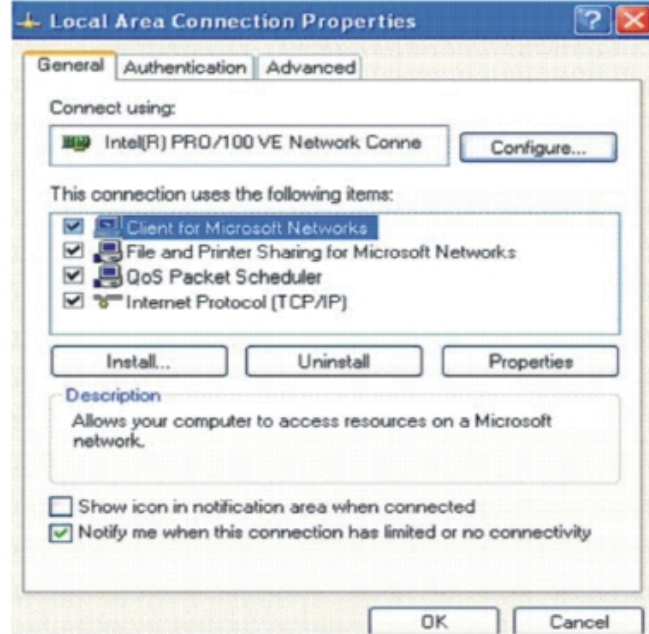 Local Area Connection Properties
General Authentication Advanced
Connect using:
Intel(R) PRO/100 VE Network Conne Configure...
This connection uses the following items:
Client for Microsoft Networks
File and Printer Sharing for Microsoft Networks
QoS Packet Scheduler
Internet Protocol (TCP/IP)
Install... Uninstall Properties
Description
Allows your computer to access resources on a Microsoft
network.
Show icon in notification area when connected
Notify me when this connection has limited or no connectivity
OK Cancel